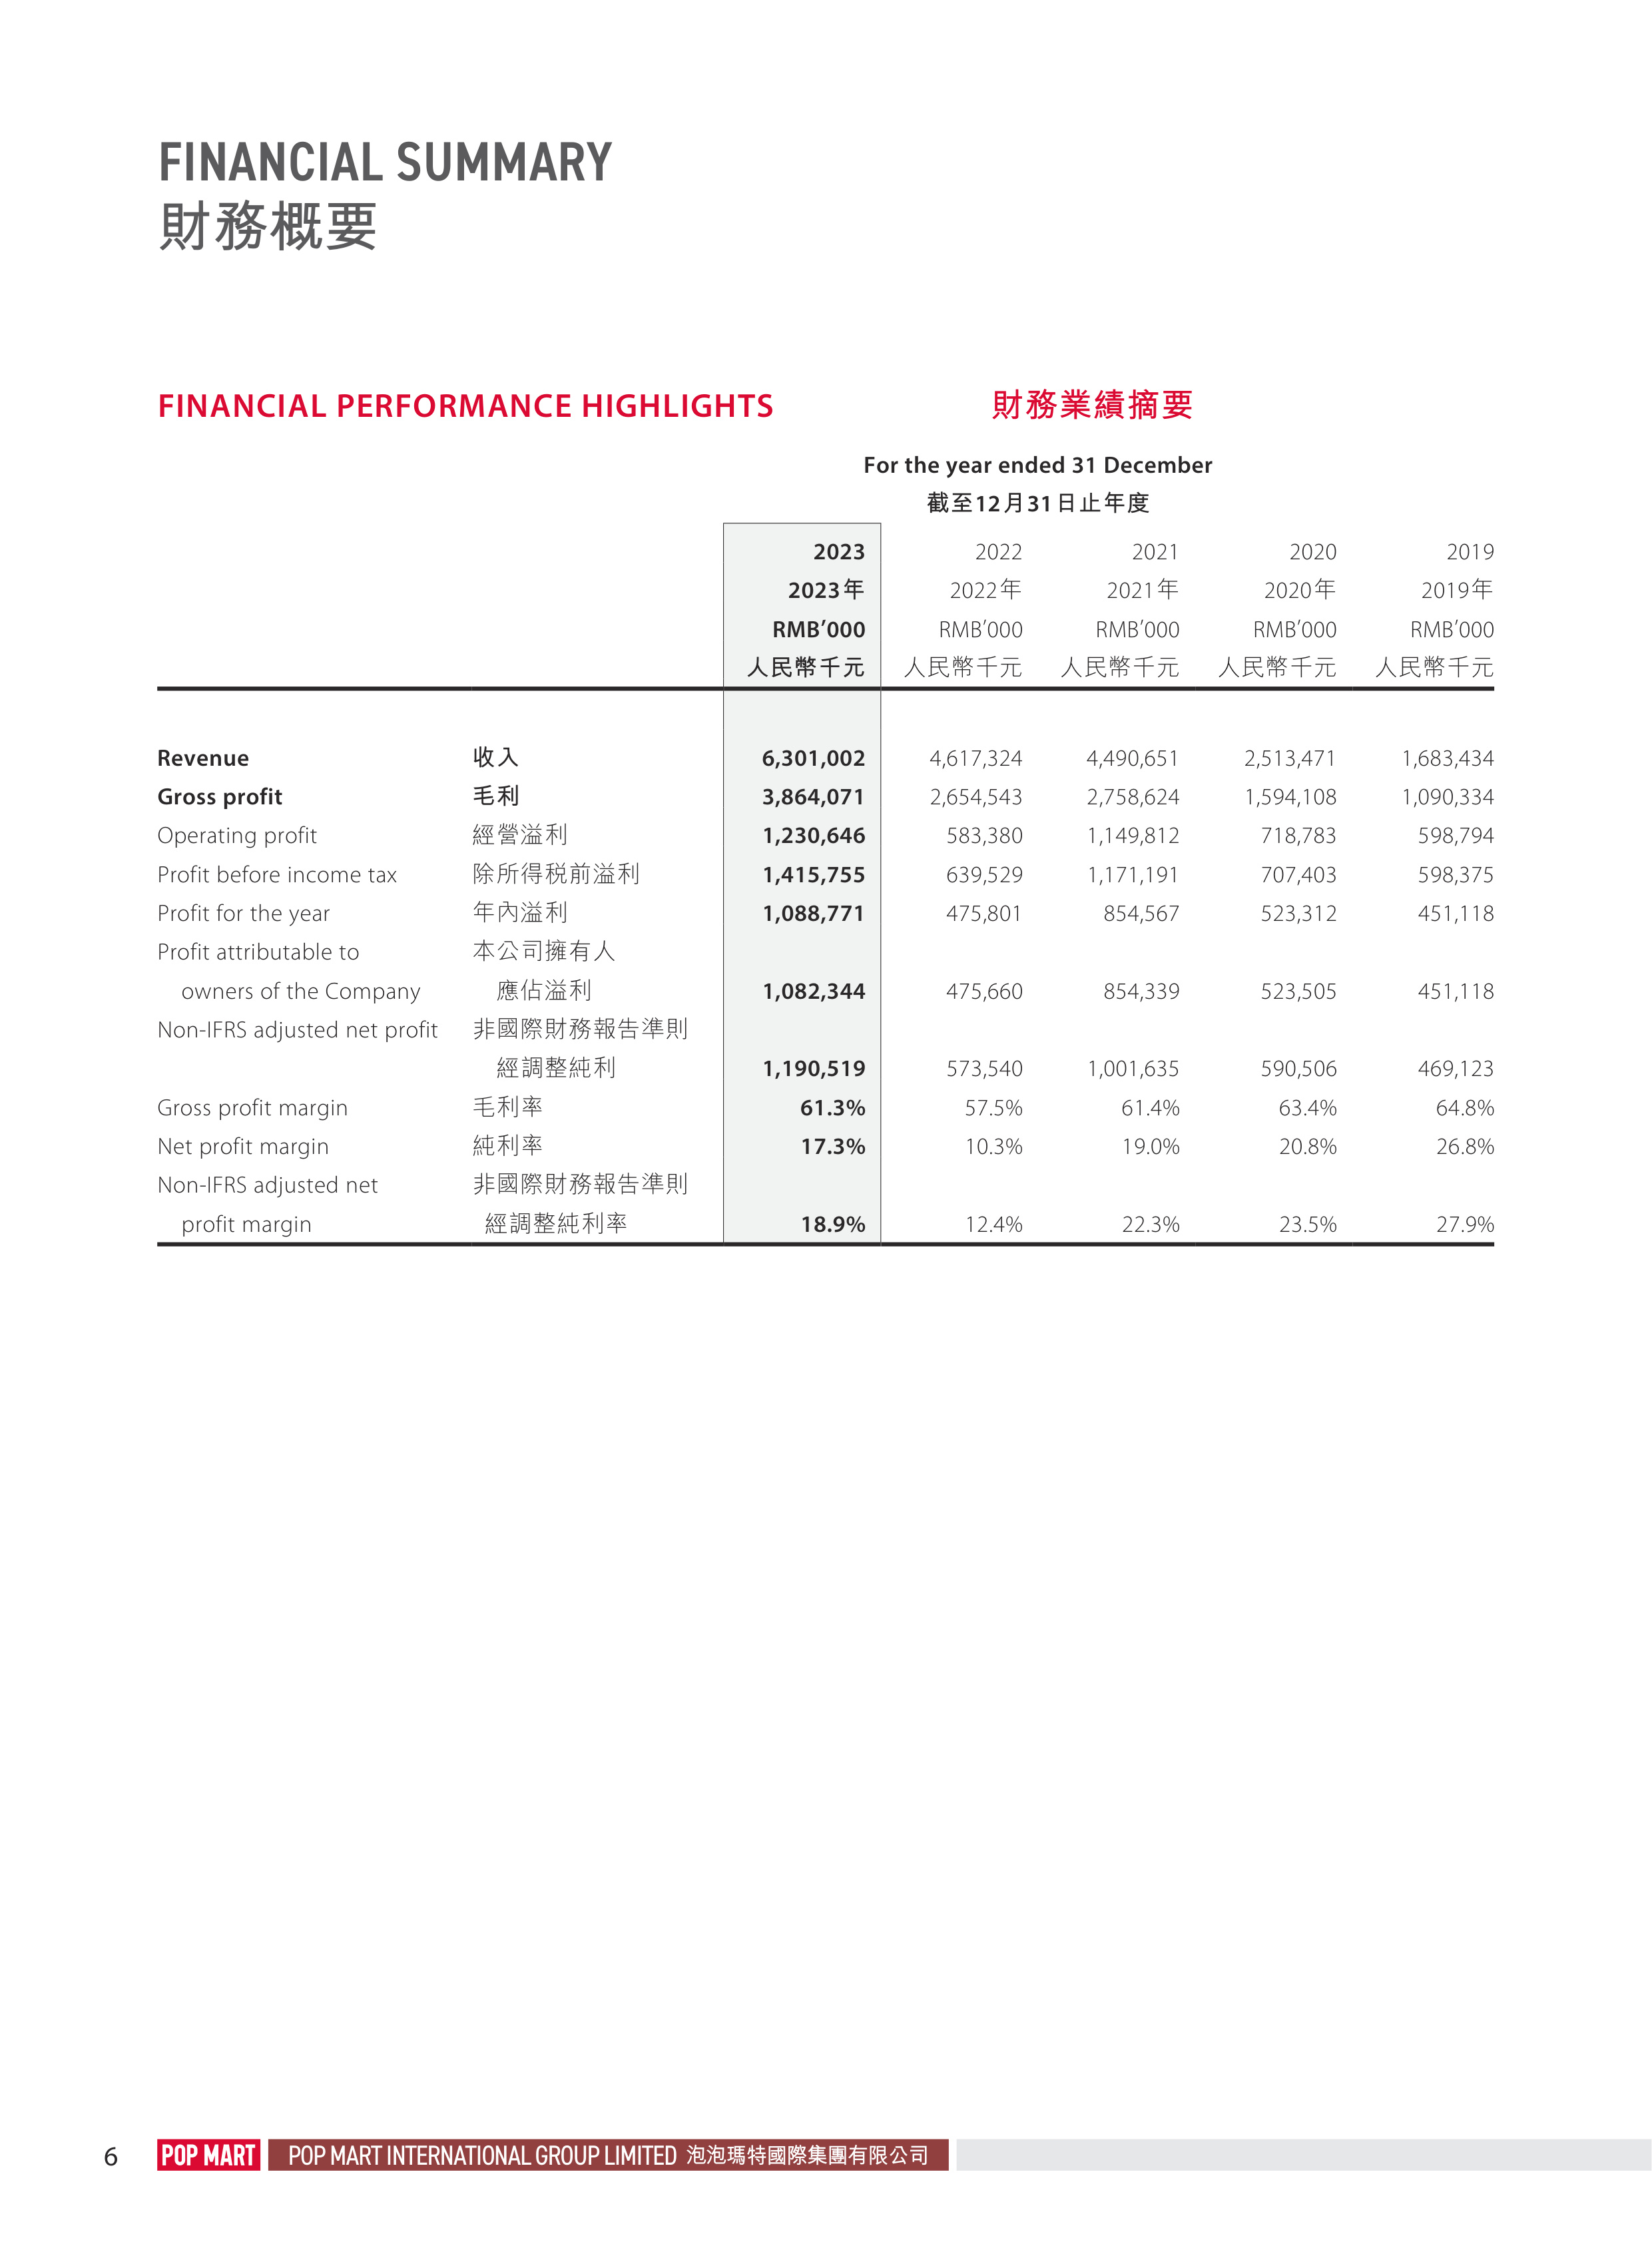 FINANCIAL SUMMARY
財務概要
FINANCIAL PERFORMANCE HIGHLIGHTS 財務業績摘要
For the year ended 31 December
截至12月31日止年度
2023 2022 2021 2020 2019
2023年 2022年 2021年 2020年 2019年
RMB’000 RMB’000 RMB’000 RMB’000 RMB’000
人民幣千元 人民幣千元 人民幣千元 人民幣千元 人民幣千元
Revenue 收入 6,301,002 4,617,324 4,490,651 2,513,471 1,683,434
Gross profit 毛利 3,864,071 2,654,543 2,758,624 1,594,108 1,090,334
Operating profit 經營溢利 1,230,646 583,380 1,149,812 718,783 598,794
Profit before income tax 除所得税前溢利 1,415,755 639,529 1,171,191 707,403 598,375
Profit for the year 年內溢利 1,088,771 475,801 854,567 523,312 451,118
Profit attributable to 本公司擁有人
owners of the Company 應佔溢利 1,082,344 475,660 854,339 523,505 451,118
Non-IFRS adjusted net profit 非國際財務報告準則
經調整純利 1,190,519 573,540 1,001,635 590,506 469,123
Gross profit margin 毛利率 61.3% 57.5% 61.4% 63.4% 64.8%
Net profit margin 純利率 17.3% 10.3% 19.0% 20.8% 26.8%
Non-IFRS adjusted net 非國際財務報告準則
profit margin 經調整純利率 18.9% 12.4% 22.3% 23.5% 27.9%
6 POP MART POP MART INTERNATIONAL GROUP LIMITED 泡泡瑪特國際集團有限公司